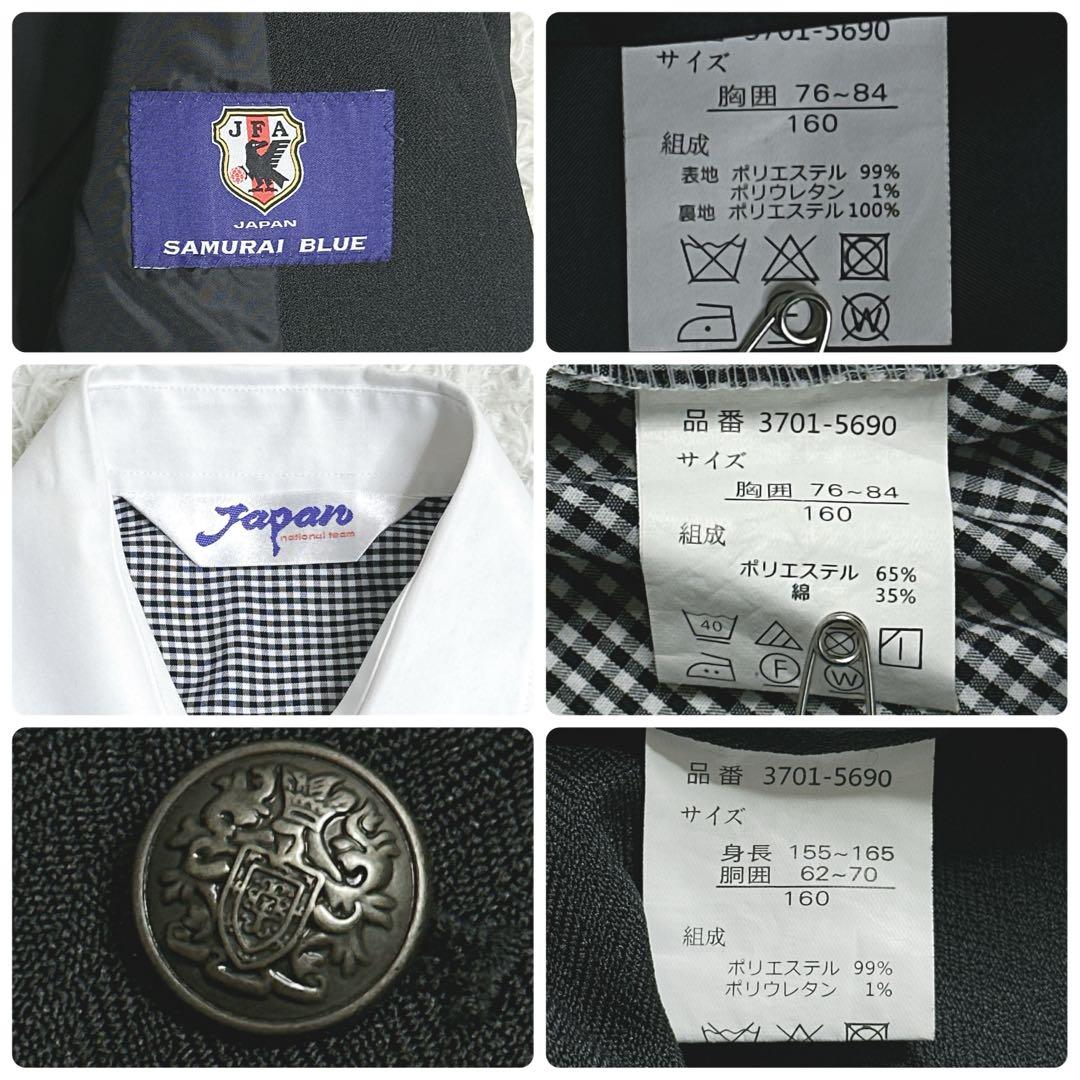 JFA
JAPAN
SAMURAI BLUE
3701-5690
サイズ
胸囲 76~84
160
組成
表地 ポリエステル 99%
ポリウレタン 1%
裏地 ポリエステル 100%
W
Japan
national team
品番 3701-5690
サイズ
胸囲 76~84
160
組成
ポリエステル 65%
綿 35%
40
F
W
品番 3701-5690
サイズ
身長 155~165
胴囲 62~70
160
組成
ポリエステル 99%
ポリウレタン 1%